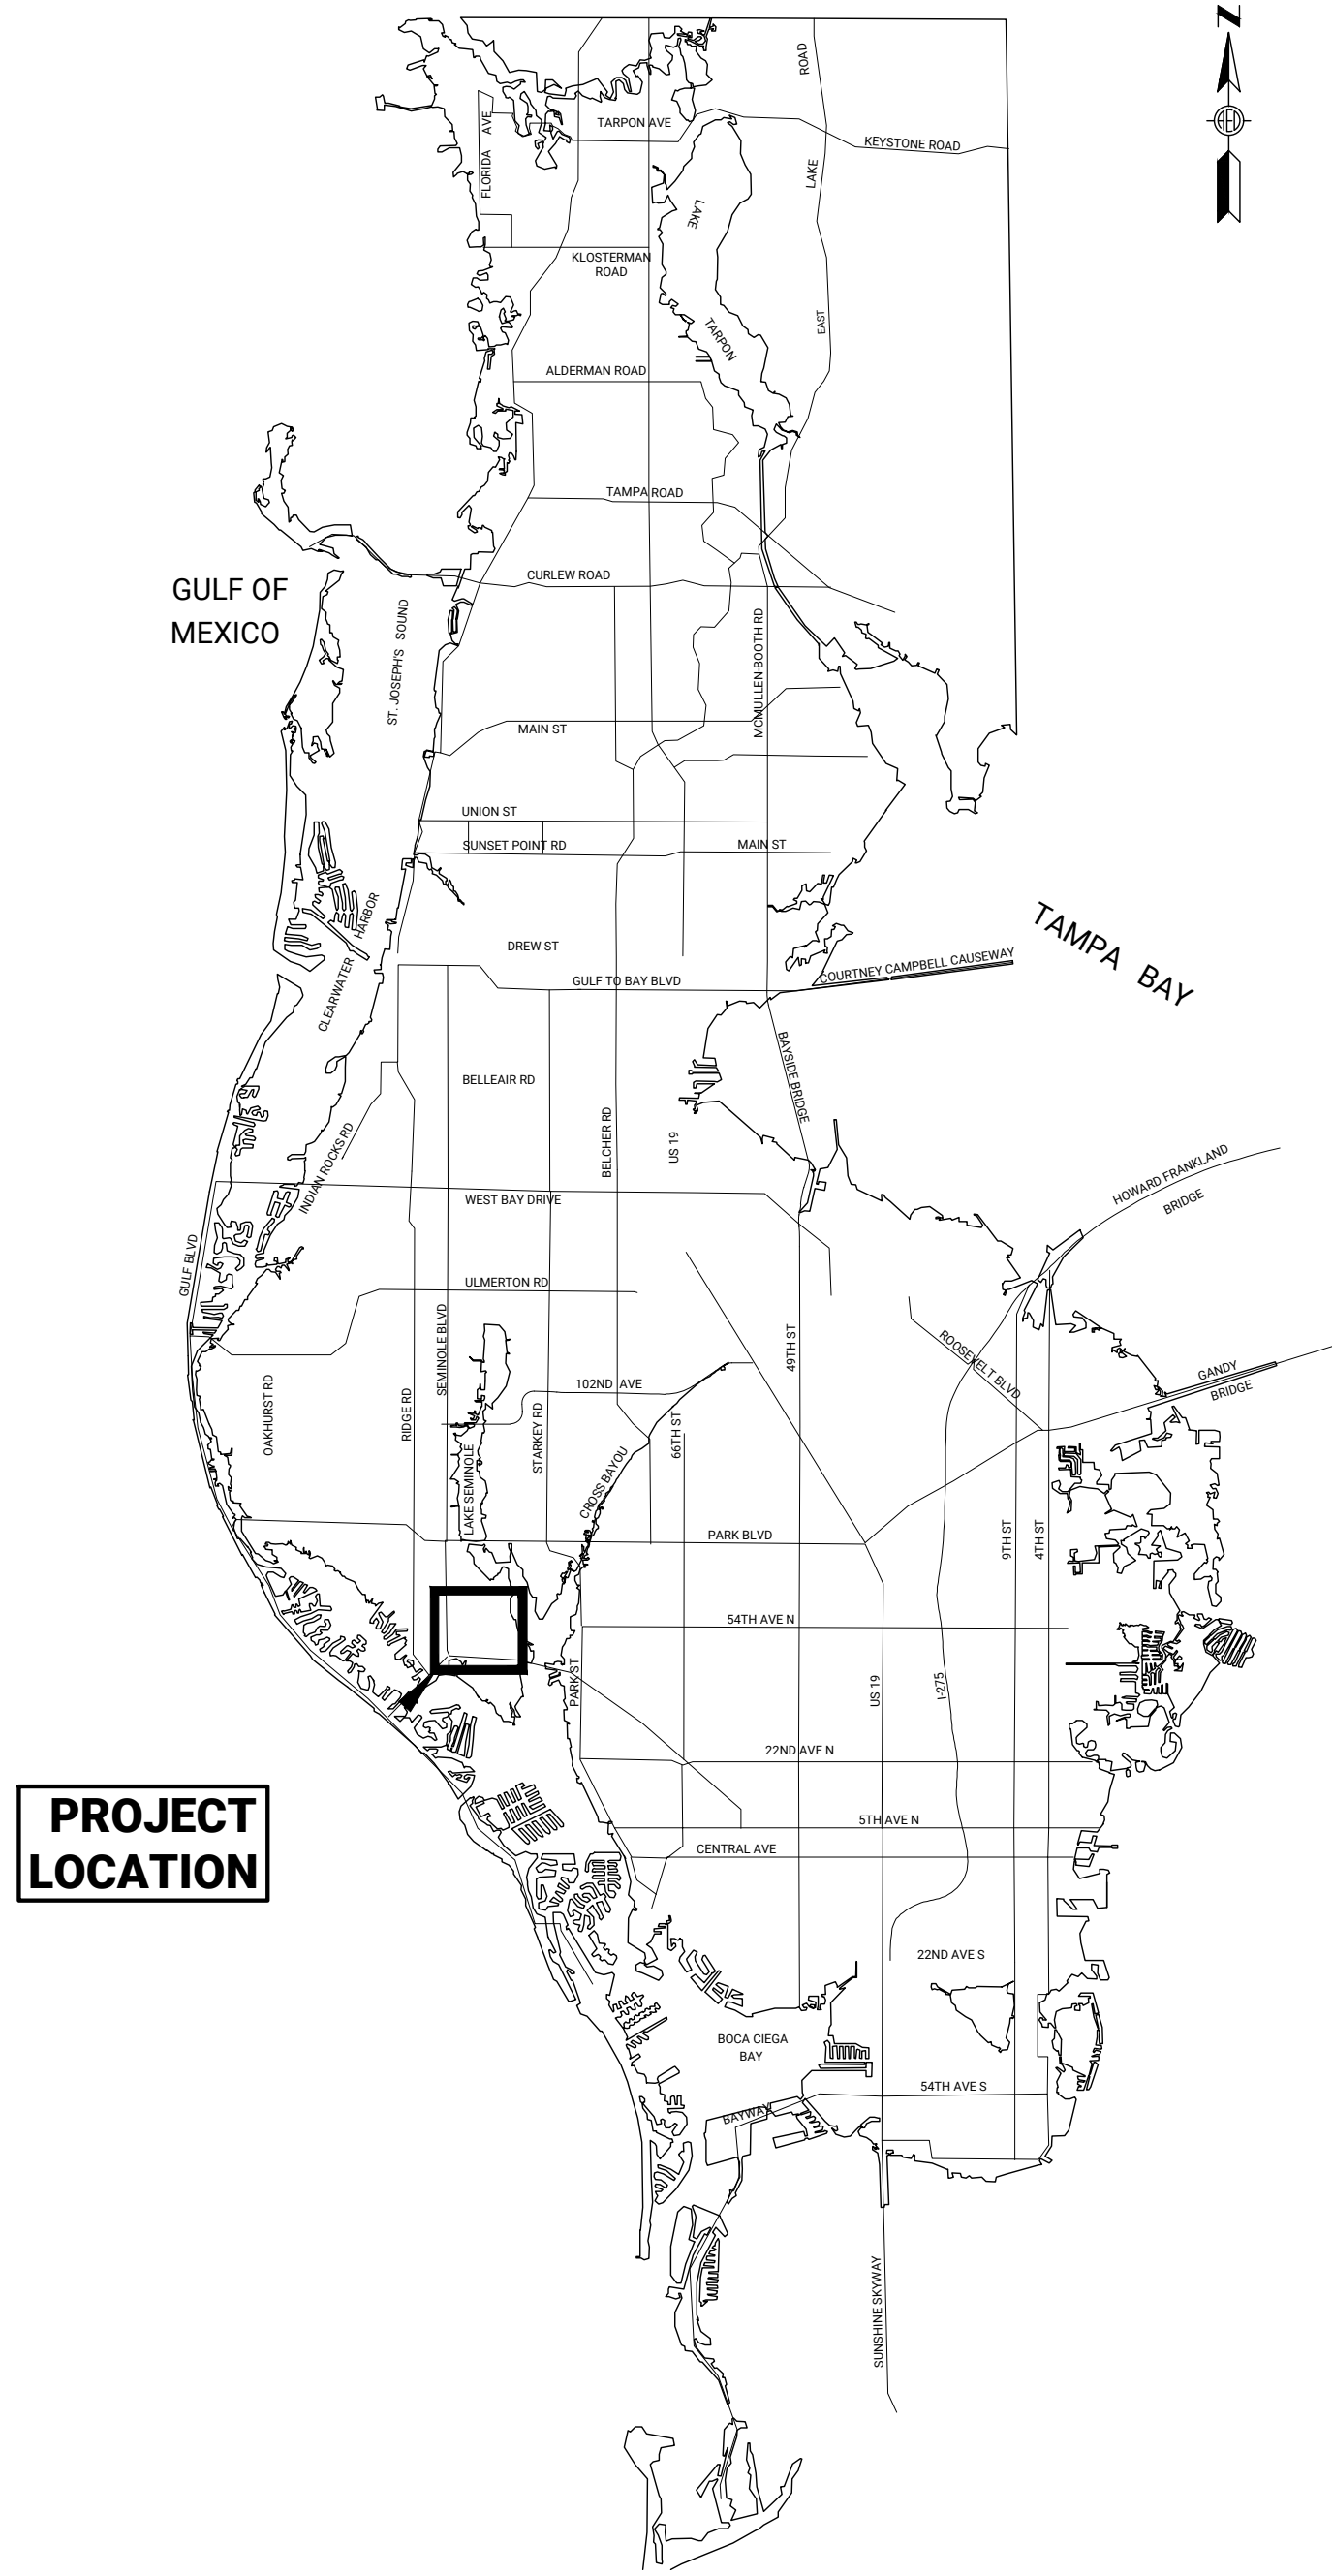 N
AED
ROAD
TARPON AVE
KEYSTONE ROAD
FLORIDA AVE
LAKE
LAKE
KLOSTERMAN
ROAD
EAST
TARPON
ALDERMAN ROAD
TAMPA ROAD
CURLEW ROAD
GULF OF
MEXICO
ST. JOSEPH'S SOUND
MCMULLEN-BOOTH RD
MAIN ST
UNION ST
SUNSET POINT RD
MAIN ST
HARBOR
CLEARWATER
DREW ST
TAMPA BAY
COURTNEY CAMPBELL CAUSEWAY
GULF TO BAY BLVD
BAYSIDE BRIDGE
BELLEAIR RD
BELCHER RD
US 19
INDIAN ROCKS RD
HOWARD FRANKLAND
BRIDGE
WEST BAY DRIVE
GULF BLVD
ULMERTON RD
SEMINOLE BLVD
49TH ST
ROOSEVELT BLVD
GANDY
BRIDGE
102ND AVE
OAKHURST RD
RIDGE RD
STARKEY RD
66TH ST
LAKE SEMINOLE
CROSS BAYOU
PARK BLVD
9TH ST
4TH ST
54TH AVE N
PARK ST
US 19
I-275
22ND AVE N
PROJECT
LOCATION
5TH AVE N
CENTRAL AVE
22ND AVE S
BOCA CIEGA
BAY
54TH AVE S
BAYWAY
SUNSHINE SKYWAY